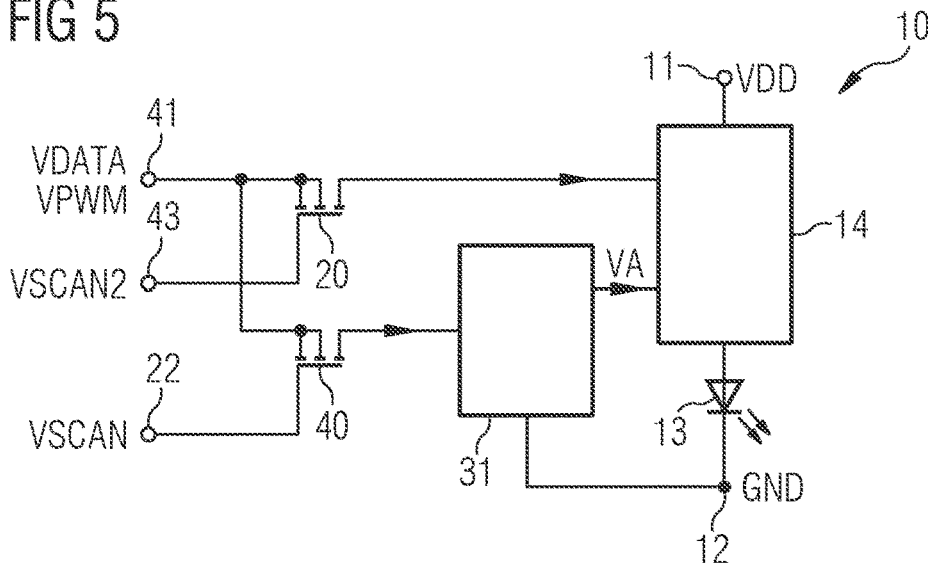 FIG 5
10
11
VDD
41
VDATA
VPWM
43
20
14
VSCAN2
VA
22
40
13
VSCAN
31
GND
12